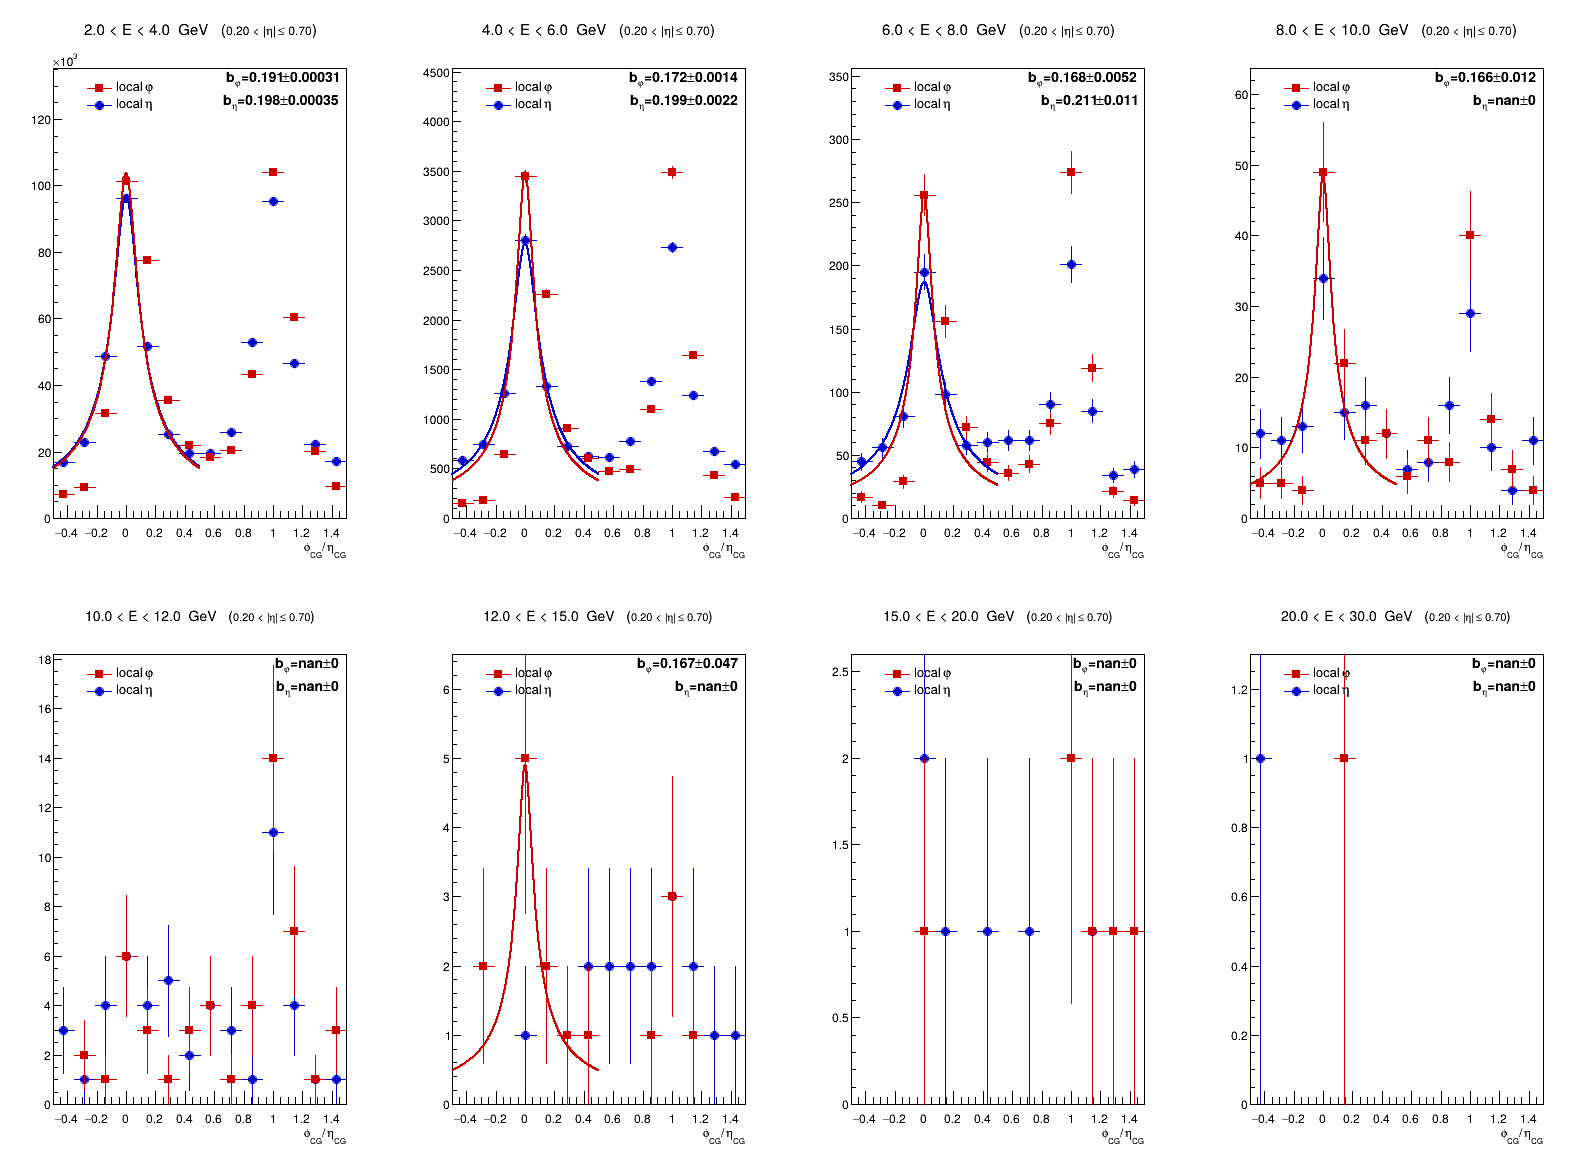 2.0 < E < 4.0 GeV (0.20 < |η| ≤ 0.70)
×10³
local φ
local η
b_φ=0.191±0.00031
b_η=0.198±0.00035
120
100
80
60
40
20
0
−0.4 −0.2 0 0.2 0.4 0.6 0.8 1 1.2 1.4
ϕ_CG/η_CG
4.0 < E < 6.0 GeV (0.20 < |η| ≤ 0.70)
local φ
local η
b_φ=0.172±0.0014
b_η=0.199±0.0022
4500
4000
3500
3000
2500
2000
1500
1000
500
0
−0.4 −0.2 0 0.2 0.4 0.6 0.8 1 1.2 1.4
ϕ_CG/η_CG
6.0 < E < 8.0 GeV (0.20 < |η| ≤ 0.70)
local φ
local η
b_φ=0.168±0.0052
b_η=0.211±0.011
350
300
250
200
150
100
50
0
−0.4 −0.2 0 0.2 0.4 0.6 0.8 1 1.2 1.4
ϕ_CG/η_CG
8.0 < E < 10.0 GeV (0.20 < |η| ≤ 0.70)
local φ
local η
b_φ=0.166±0.012
b_η=nan±0
60
50
40
30
20
10
0
−0.4 −0.2 0 0.2 0.4 0.6 0.8 1 1.2 1.4
ϕ_CG/η_CG
10.0 < E < 12.0 GeV (0.20 < |η| ≤ 0.70)
local φ
local η
b_φ=nan±0
b_η=nan±0
18
16
14
12
10
8
6
4
2
0
−0.4 −0.2 0 0.2 0.4 0.6 0.8 1 1.2 1.4
ϕ_CG/η_CG
12.0 < E < 15.0 GeV (0.20 < |η| ≤ 0.70)
local φ
local η
b_φ=0.167±0.047
b_η=nan±0
6
5
4
3
2
1
0
−0.4 −0.2 0 0.2 0.4 0.6 0.8 1 1.2 1.4
ϕ_CG/η_CG
15.0 < E < 20.0 GeV (0.20 < |η| ≤ 0.70)
local φ
local η
b_φ=nan±0
b_η=nan±0
2.5
2
1.5
1
0.5
0
−0.4 −0.2 0 0.2 0.4 0.6 0.8 1 1.2 1.4
ϕ_CG/η_CG
20.0 < E < 30.0 GeV (0.20 < |η| ≤ 0.70)
local φ
local η
b_φ=nan±0
b_η=nan±0
1.2
1
0.8
0.6
0.4
0.2
0
−0.4 −0.2 0 0.2 0.4 0.6 0.8 1 1.2 1.4
ϕ_CG/η_CG